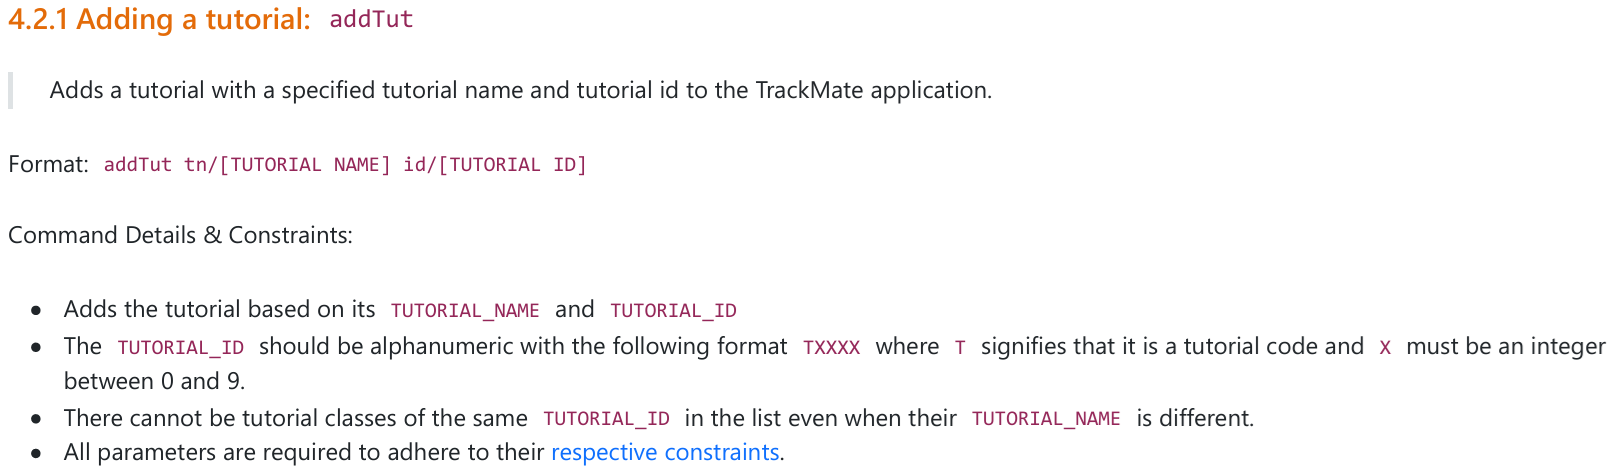 4.2.1 Adding a tutorial: addTut
Adds a tutorial with a specified tutorial name and tutorial id to the TrackMate application.
Format: addTut tn/[TUTORIAL NAME] id/[TUTORIAL ID]
Command Details & Constraints:
● Adds the tutorial based on its TUTORIAL_NAME and TUTORIAL_ID
● The TUTORIAL_ID should be alphanumeric with the following format TXXXX where T signifies that it is a tutorial code and X must be an integer
between 0 and 9.
● There cannot be tutorial classes of the same TUTORIAL_ID in the list even when their TUTORIAL_NAME is different.
● All parameters are required to adhere to their respective constraints.